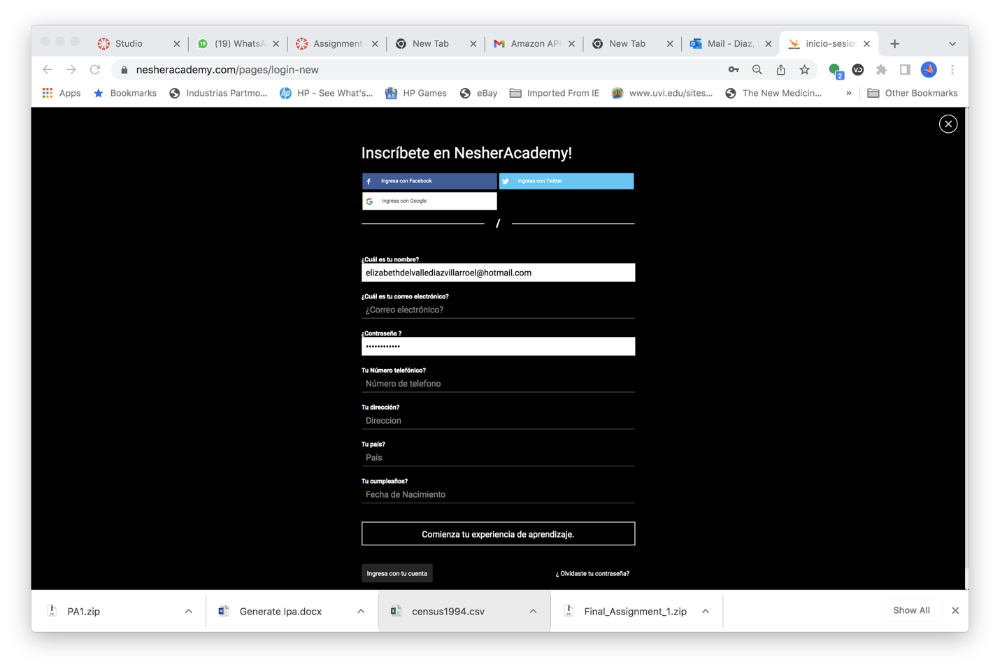 Studio
(19) WhatsA
Assignment
New Tab
Amazon AP
New Tab
Mail - Diaz,
inicio-sesior
nesheracademy.com/pages/login-new
2
Apps
Bookmarks
Industrias Partmo...
HP - See What's...
HP Games
eBay
Imported From IE
www.uvi.edu/sites...
The New Medicin...
»
Other Bookmarks
Inscríbete en NesherAcademy!
Ingresa con Facebook
Ingresa con Twitter
Ingresa con Google
/
¿Cuál es tu nombre?
elizabethdelvallediazvillarroel@hotmail.com
¿Cuál es tu correo electrónico?
¿Correo electrónico?
¿Contraseña ?
••••••••••••
Tu Número telefónico?
Número de telefono
Tu dirección?
Direccion
Tu país?
País
Tu cumpleaños?
Fecha de Nacimiento
Comienza tu experiencia de aprendizaje.
Ingresa con tu cuenta
¿ Olvidaste tu contraseña?
PA1.zip
Generate Ipa.docx
census1994.csv
Final_Assignment_1.zip
Show All